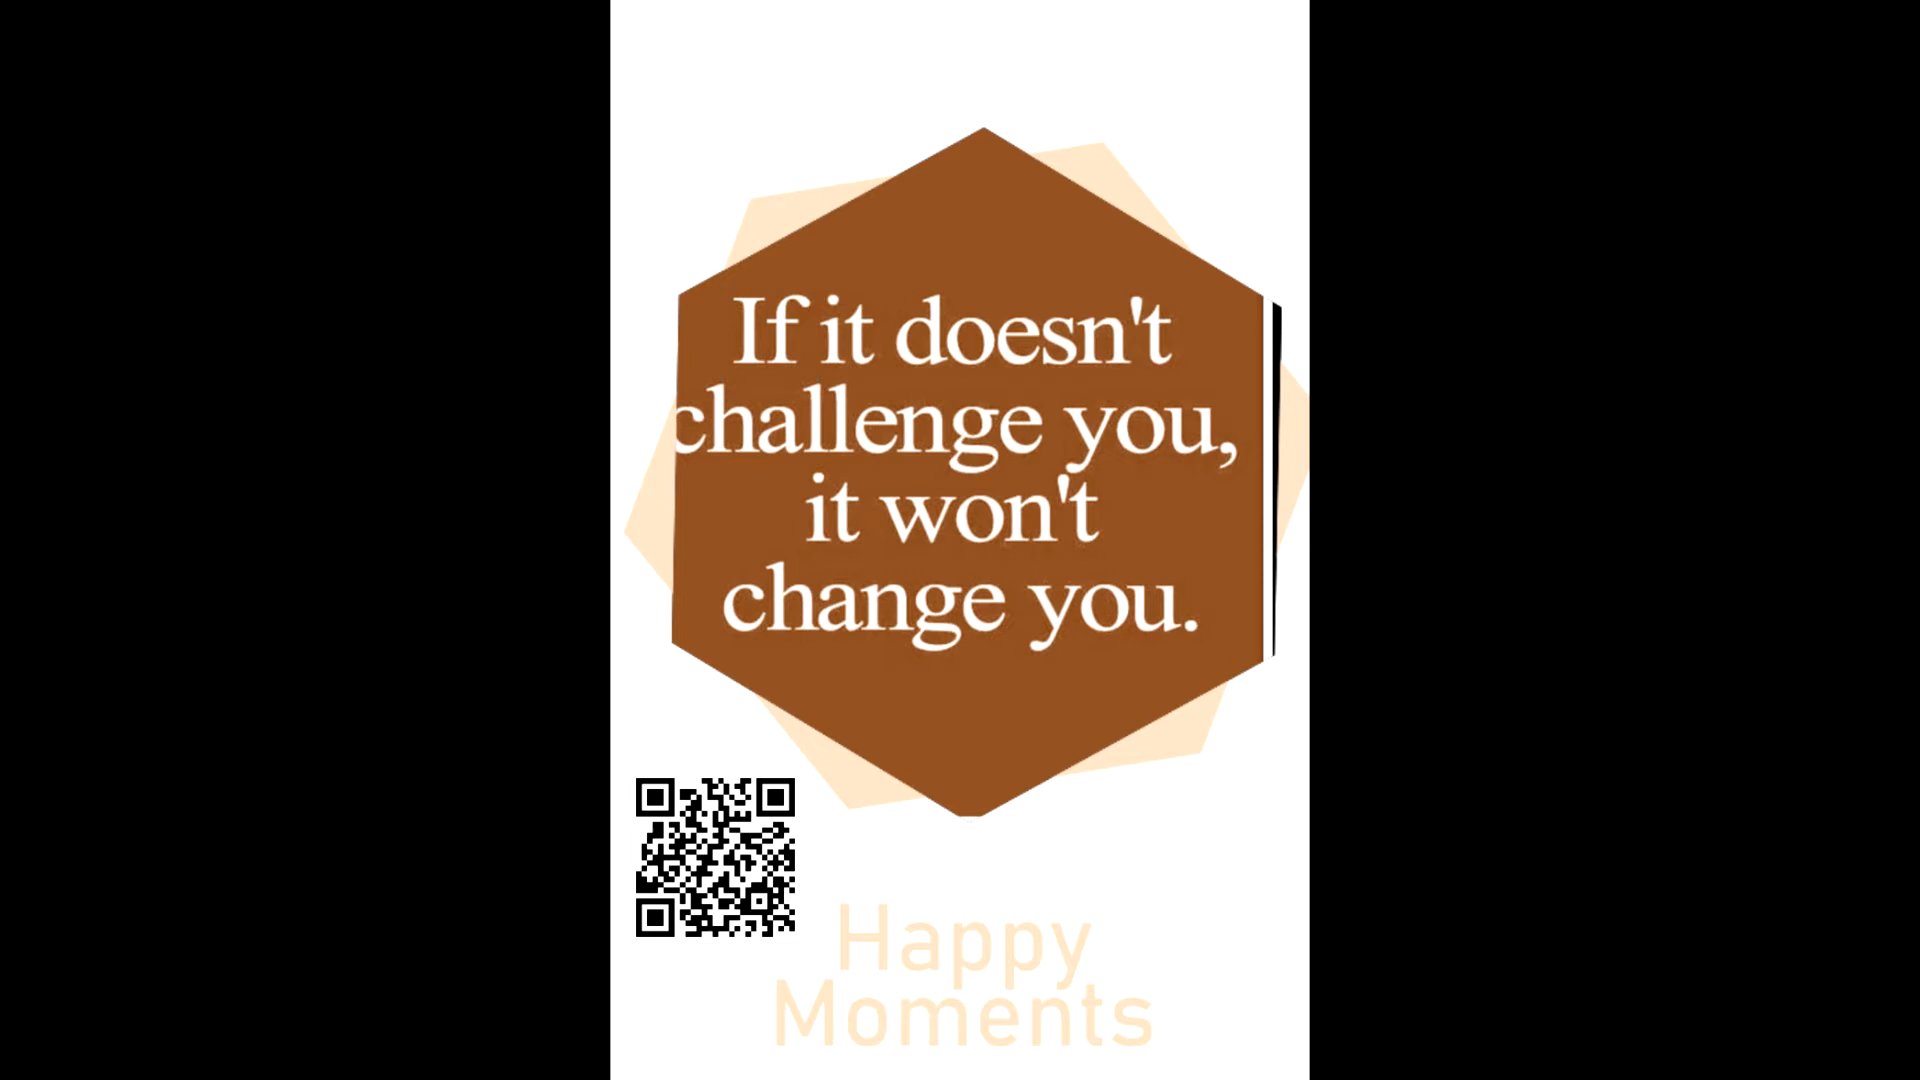 If it doesn't
challenge you,
it won't
change you.
Happy
Moments